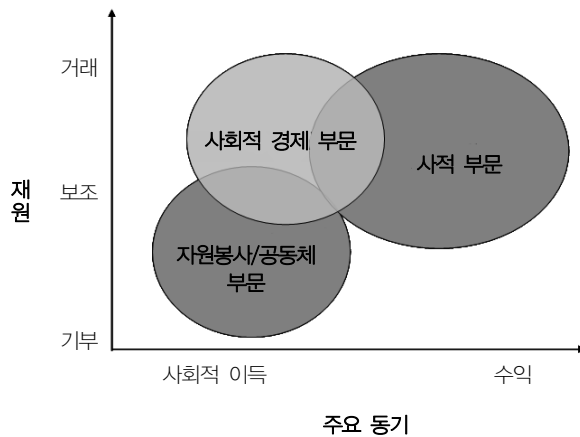 거래
사회적 경제 부문
사적 부문
재
원
보조
자원봉사/공동체
부문
기부
사회적 이득
수익
주요 동기